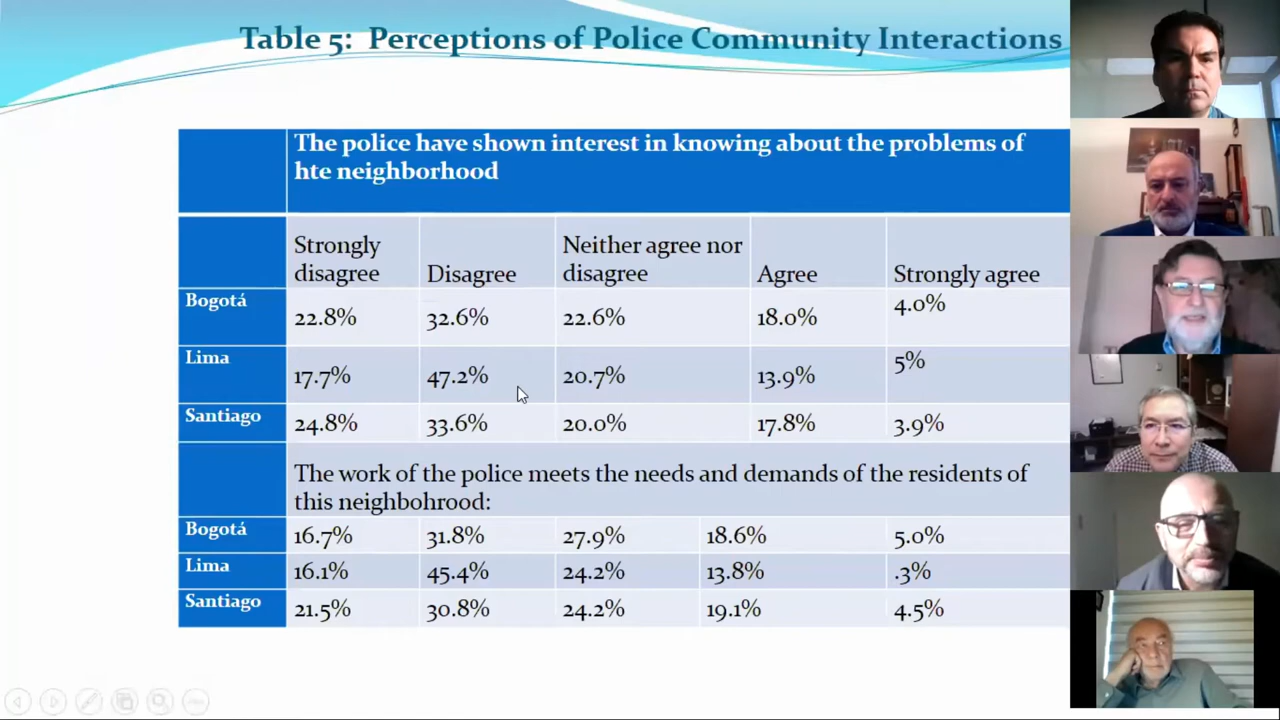 Table 5: Perceptions of Police Community Interactions
The police have shown interest in knowing about the problems of
hte neighborhood
Strongly disagree Disagree Neither agree nor disagree Agree Strongly agree
Bogotá 22.8% 32.6% 22.6% 18.0% 4.0%
Lima 17.7% 47.2% 20.7% 13.9% 5%
Santiago 24.8% 33.6% 20.0% 17.8% 3.9%
The work of the police meets the needs and demands of the residents of
this neighbohrood:
Bogotá 16.7% 31.8% 27.9% 18.6% 5.0%
Lima 16.1% 45.4% 24.2% 13.8% .3%
Santiago 21.5% 30.8% 24.2% 19.1% 4.5%